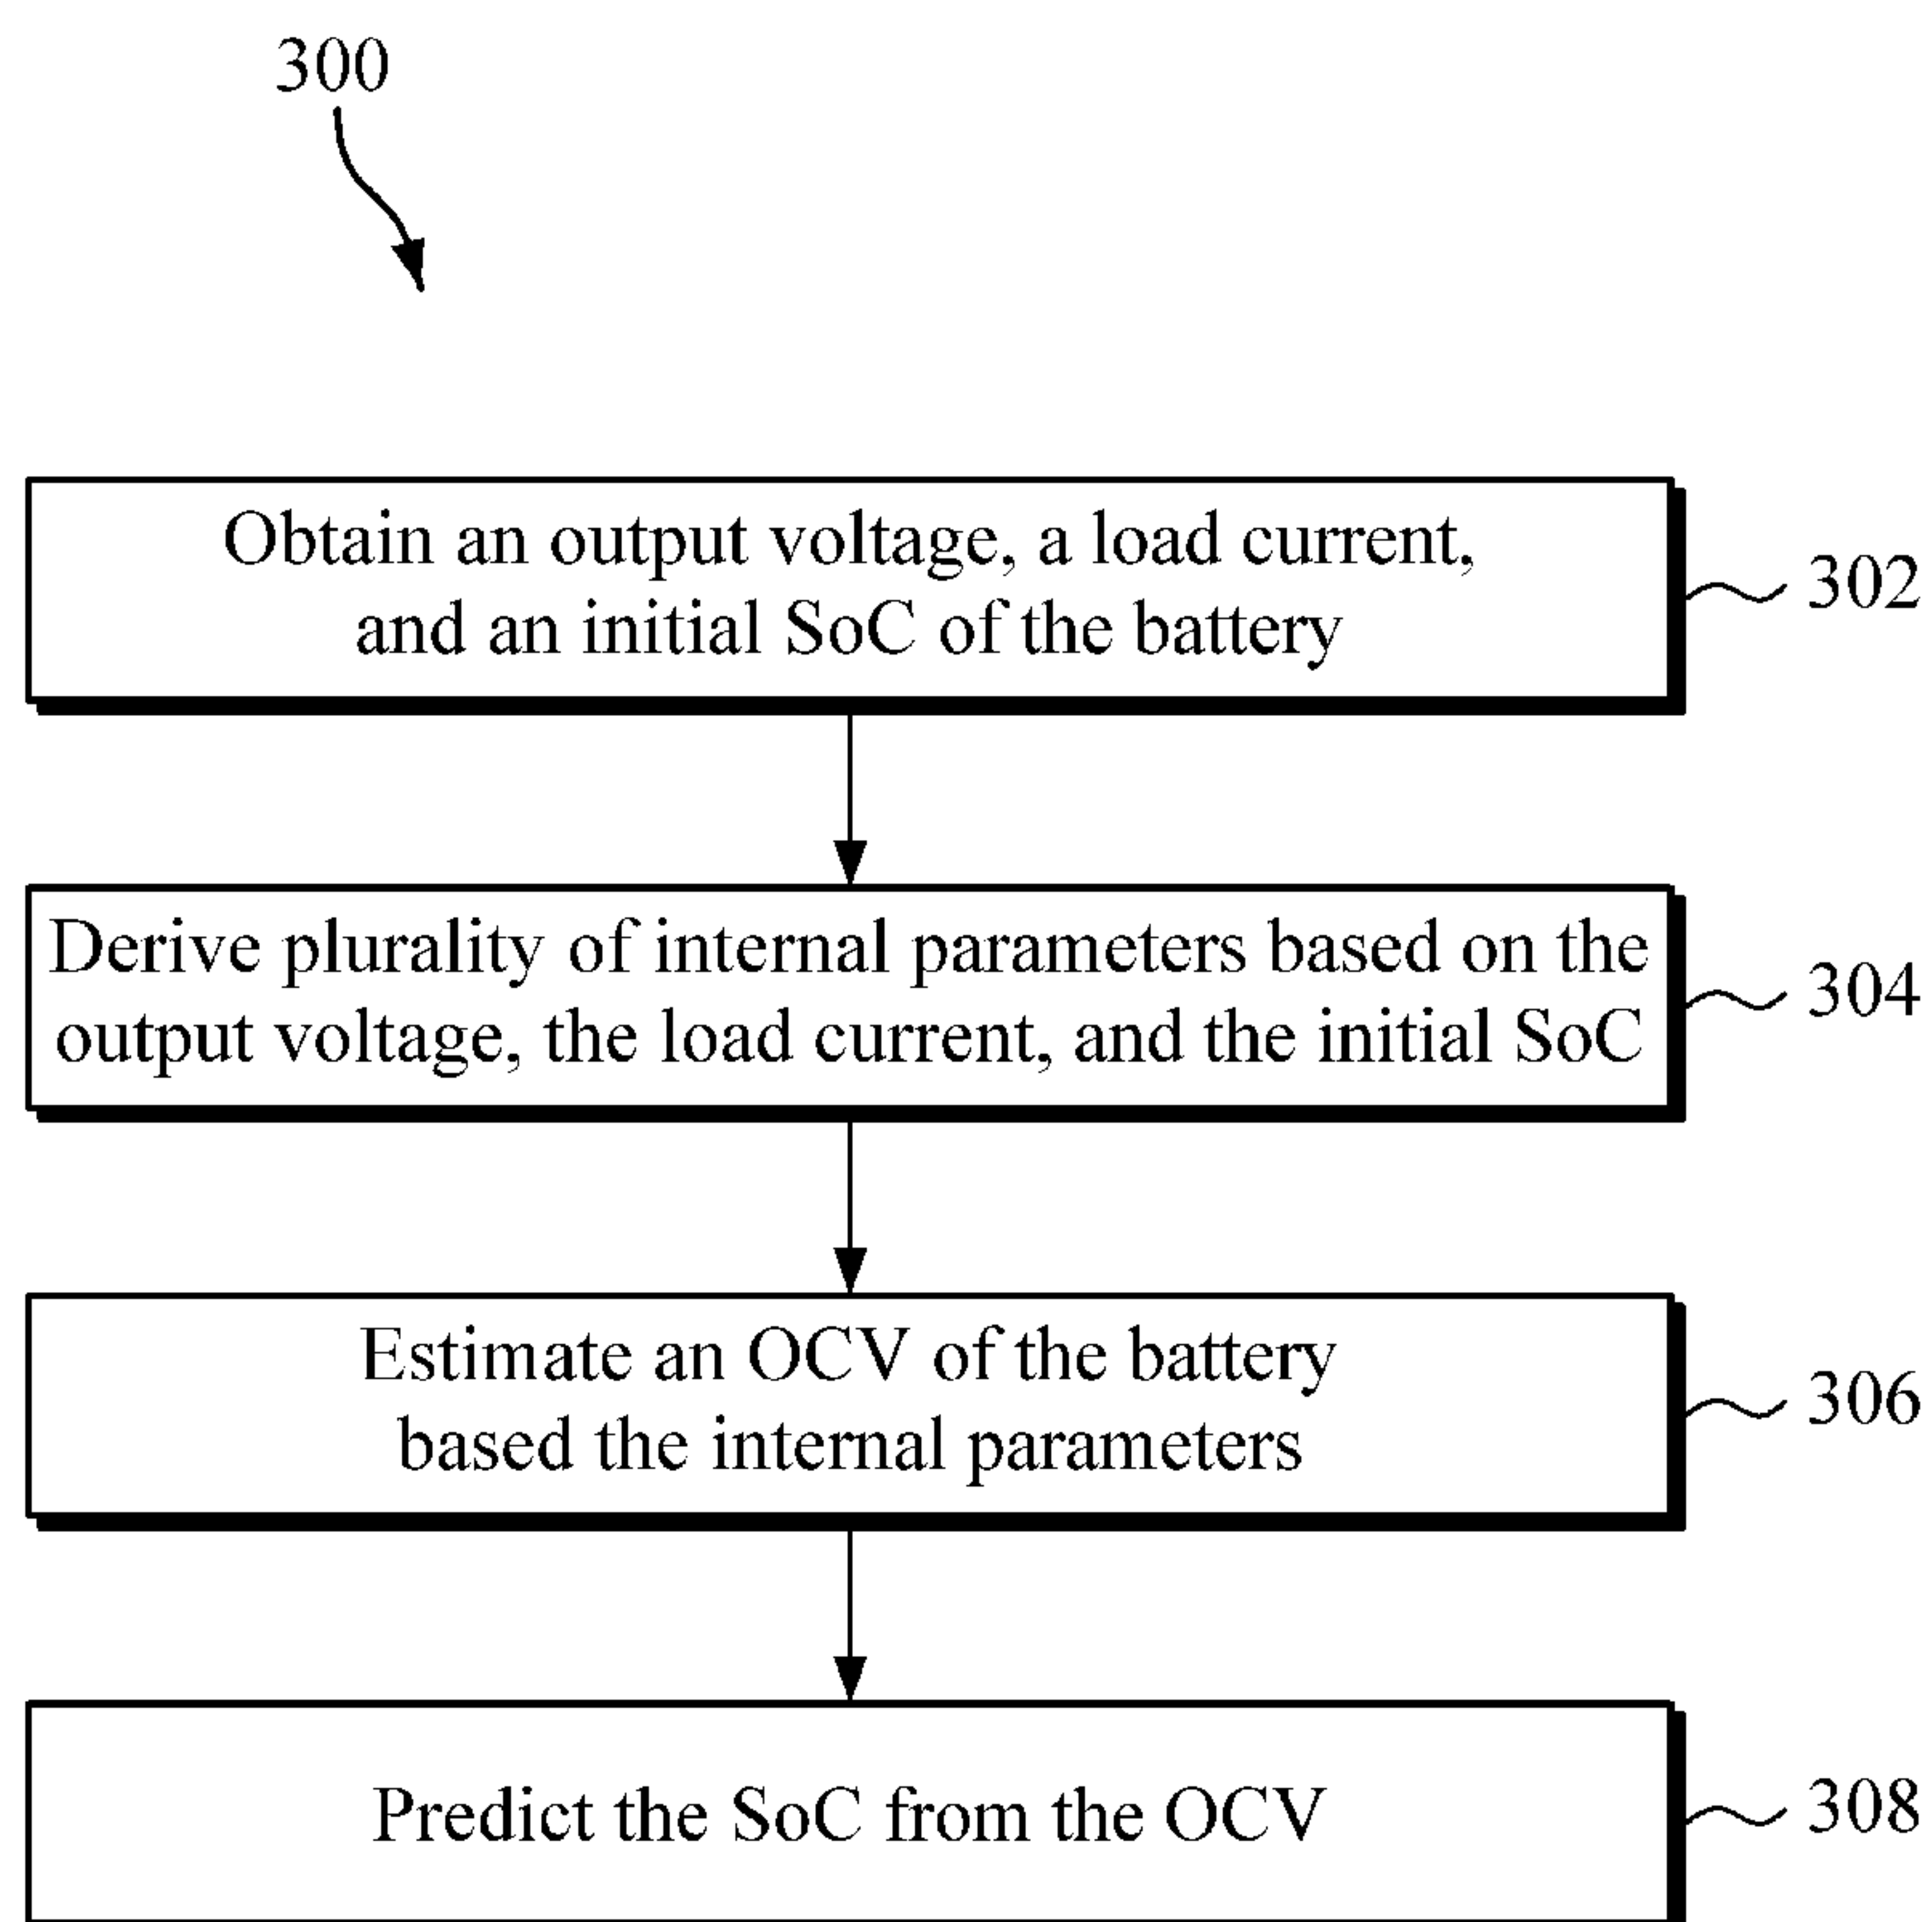 300
Obtain an output voltage, a load current,
and an initial SoC of the battery
302
Derive plurality of internal parameters based on the
output voltage, the load current, and the initial SoC
304
Estimate an OCV of the battery
based the internal parameters
306
Predict the SoC from the OCV
308